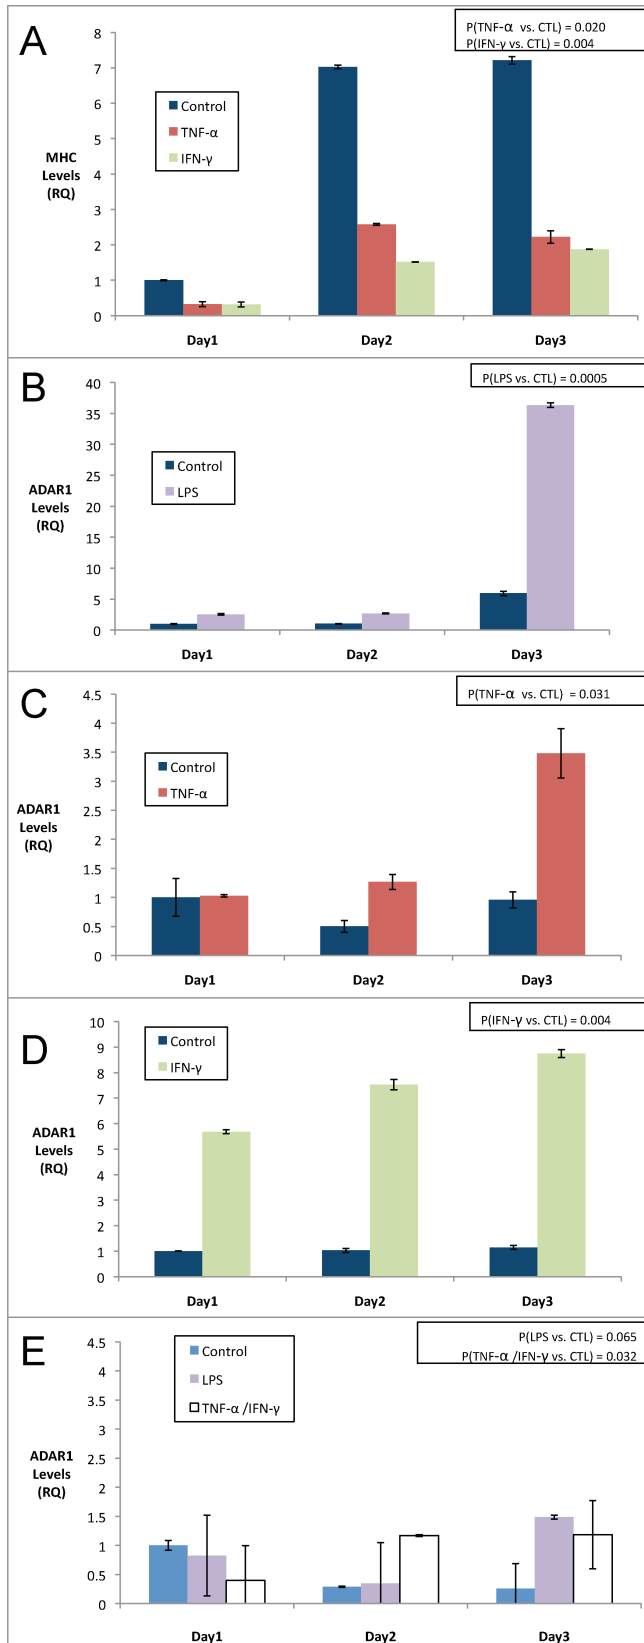 A
P(TNF-α vs. CTL) = 0.020
P(IFN-γ vs. CTL) = 0.004
8
7
6
5
4
3
2
1
0
MHC
Levels
(RQ)
Control
TNF-α
IFN-γ
Day1 Day2 Day3
B
P(LPS vs. CTL) = 0.0005
40
35
30
25
20
15
10
5
0
ADAR1
Levels
(RQ)
Control
LPS
Day1 Day2 Day3
C
P(TNF-α vs. CTL) = 0.031
4.5
4
3.5
3
2.5
2
1.5
1
0.5
0
ADAR1
Levels
(RQ)
Control
TNF-α
Day1 Day2 Day3
D
P(IFN-γ vs. CTL) = 0.004
10
9
8
7
6
5
4
3
2
1
0
ADAR1
Levels
(RQ)
Control
IFN-γ
Day1 Day2 Day3
E
P(LPS vs. CTL) = 0.065
P(TNF-α /IFN-γ vs. CTL) = 0.032
4.5
4
3.5
3
2.5
2
1.5
1
0.5
0
ADAR1
Levels
(RQ)
Control
LPS
TNF-α /IFN-γ
Day1 Day2 Day3